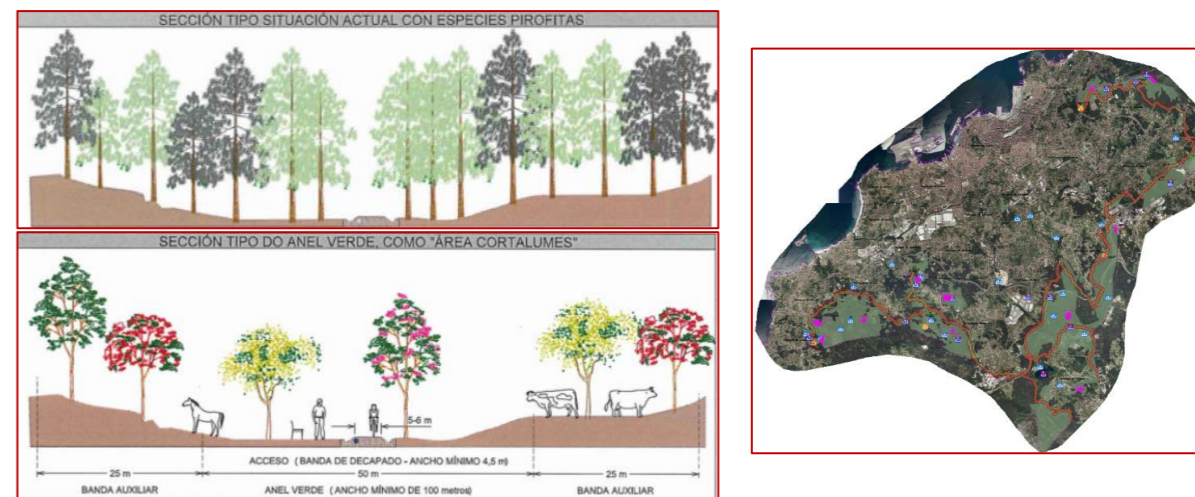 SECCIÓN TIPO SITUACIÓN ACTUAL CON ESPECIES PIROFITAS
SECCIÓN TIPO DO ANEL VERDE, COMO "ÁREA CORTALUMES"
5-6 m
ACCESO ( BANDA DE DECAPADO - ANCHO MÍNIMO 4,5 m)
25 m 50 m 25 m
BANDA AUXILIAR ANEL VERDE ( ANCHO MÍNIMO DE 100 metros) BANDA AUXILIAR